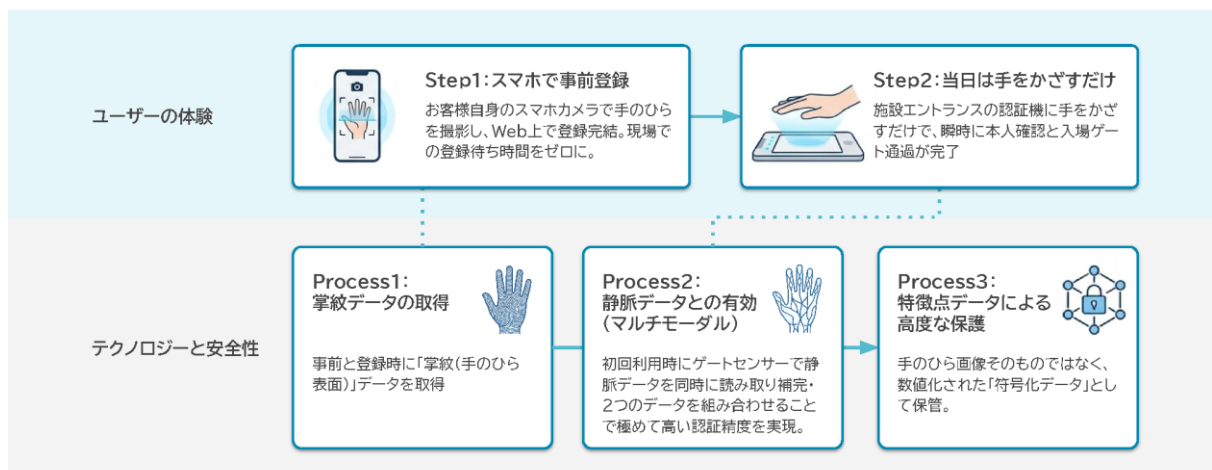 ユーザーの体験
Step1:スマホで事前登録
お客様自身のスマホカメラで手のひら
を撮影し、Web上で登録完結。現場で
の登録待ち時間をゼロに。
Step2:当日は手をかざすだけ
施設エントランスの認証機に手をかざ
すだけで、瞬時に本人確認と入場ゲー
ト通過が完了
テクノロジーと安全性
Process1:
掌紋データの取得
事前と登録時に「掌紋(手のひら
表面)」データを取得
Process2:
静脈データとの有効
(マルチモーダル)
初回利用時にゲートセンサーで静
脈データを同時に読み取り補完・
2つのデータを組み合わせること
で極めて高い認証精度を実現。
Process3:
特徴点データによる
高度な保護
手のひら画像そのものではなく、
数値化された「符号化データ」とし
て保管。